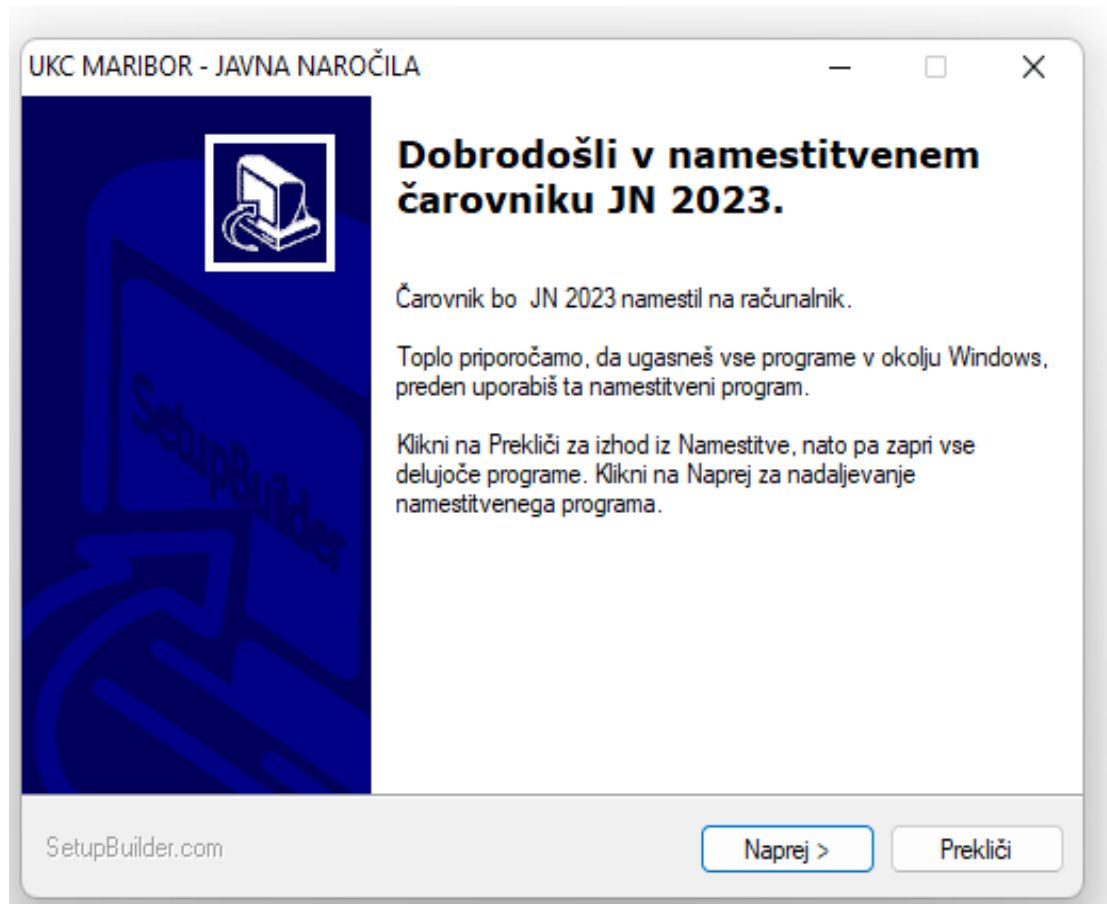 UKC MARIBOR - JAVNA NAROČILA
Dobrodošli v namestitvenem
čarovniku JN 2023.
Čarovnik bo  JN 2023 namestil na računalnik.
Toplo priporočamo, da ugasneš vse programe v okolju Windows,
preden uporabiš ta namestitveni program.
Klikni na Prekliči za izhod iz Namestitve, nato pa zapri vse
delujoče programe. Klikni na Naprej za nadaljevanje
namestitvenega programa.
SetupBuilder
SetupBuilder.com
Naprej >
Prekliči